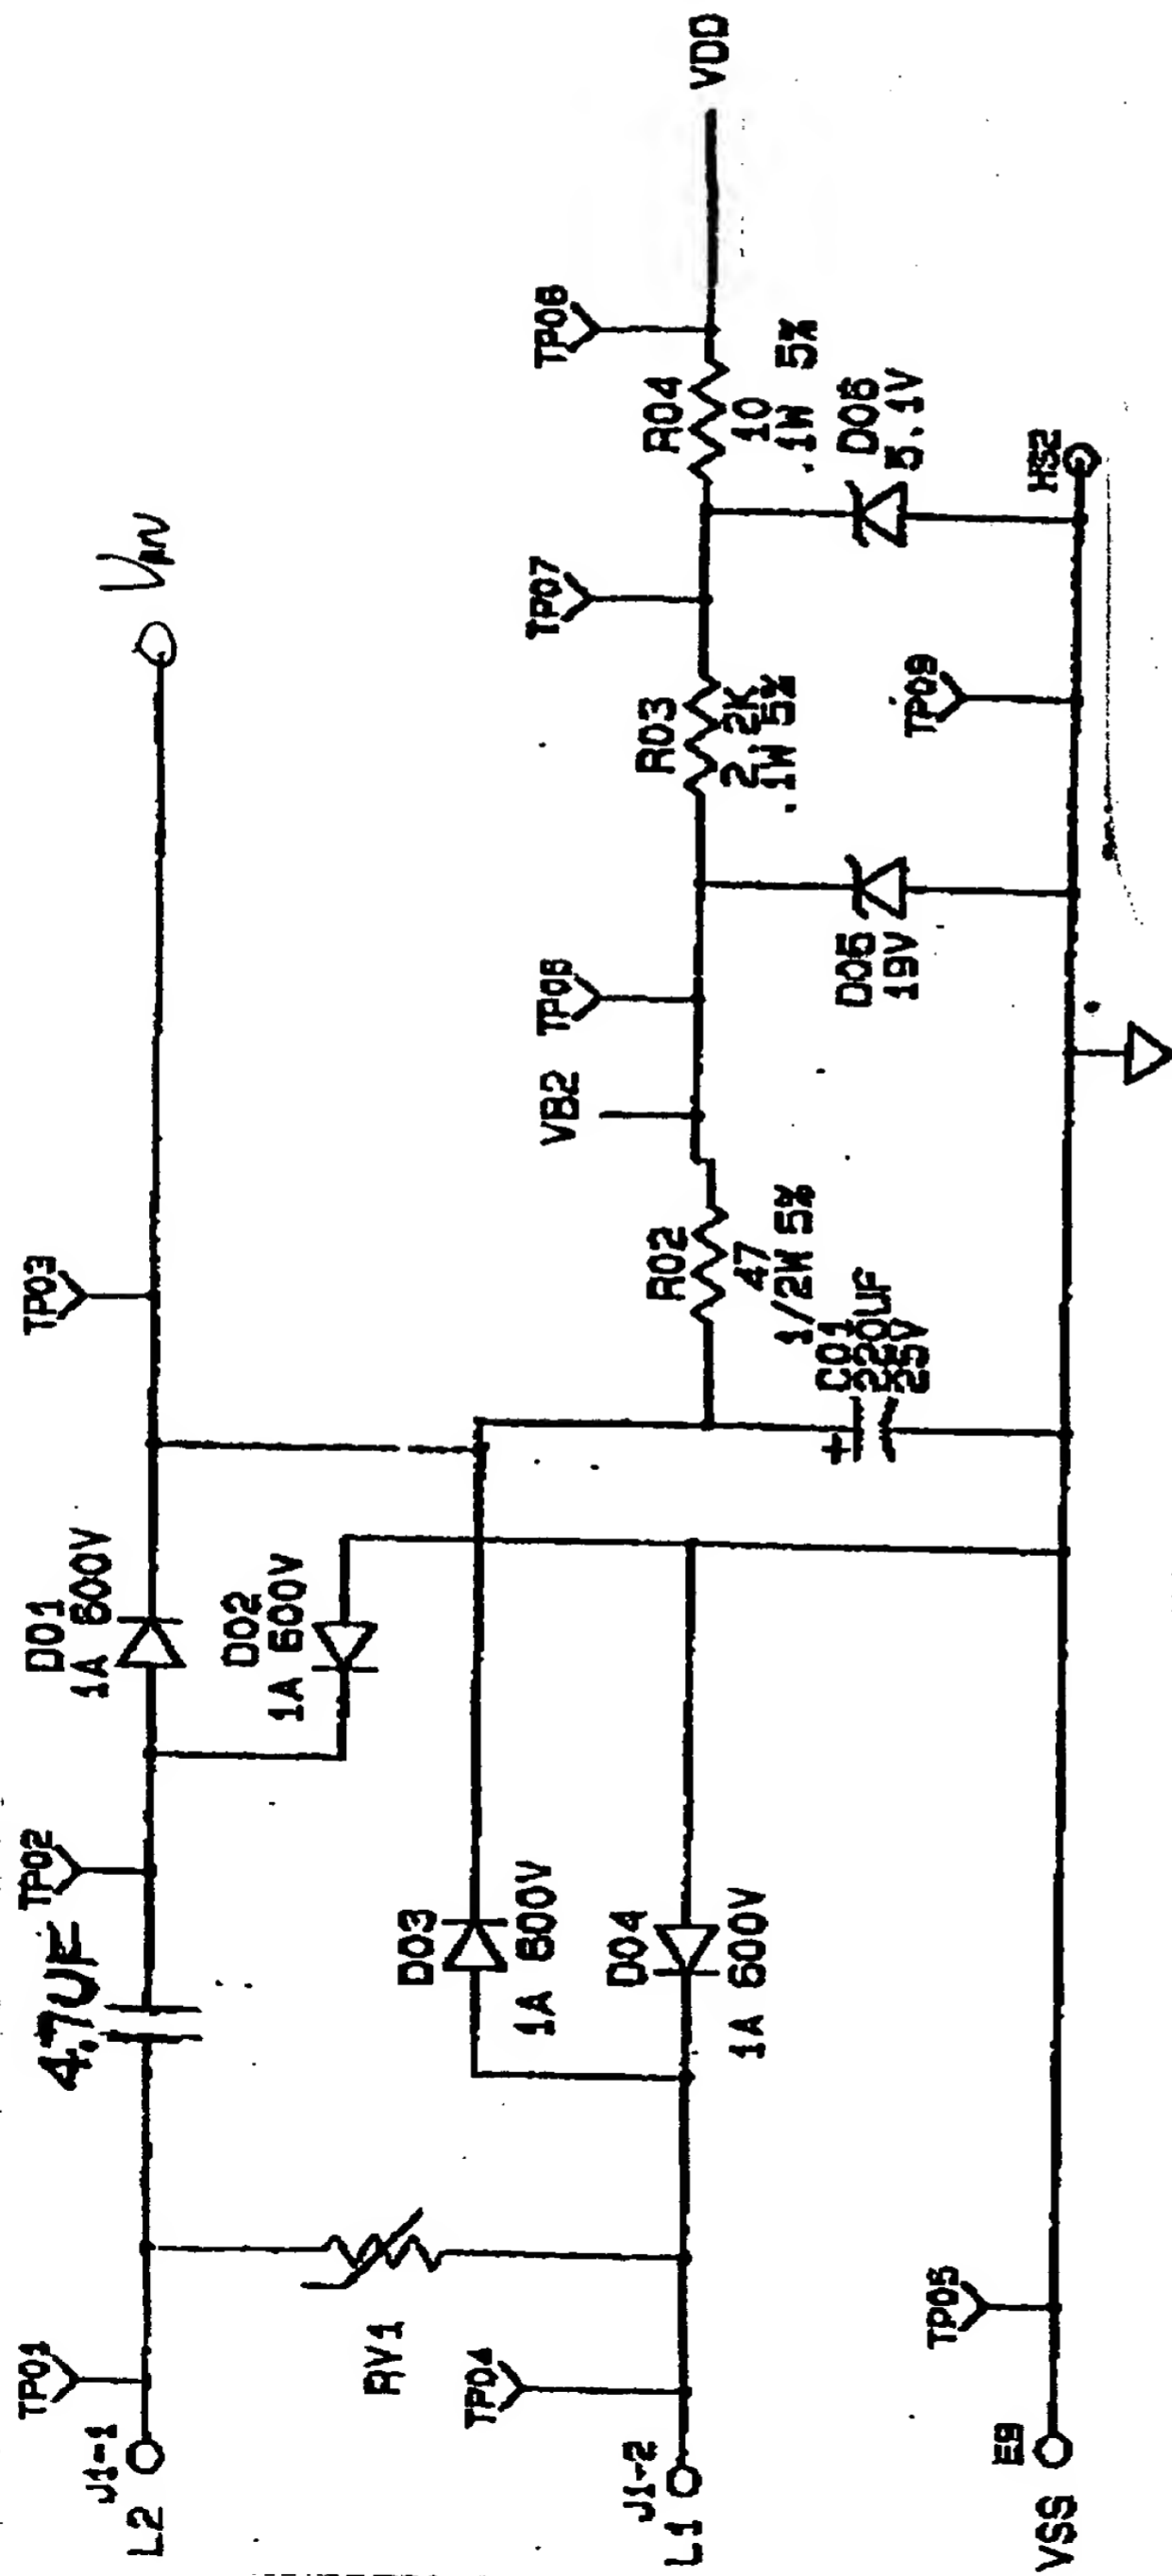 TP01
J1-1
L2
4.7UF
TP02
D01
1A 600V
D02
1A 600V
TP03
RV1
TP04
J1-2
L1
D03
1A 600V
D04
1A 600V
C01
220UF
25V
R02
47
1/2W 5%
VB2
TP06
D05
19V
R03
2.2K
.1W 5%
TP07
R04
10
.1W 5%
D06
5.1V
TP08
VDD
TP05
E9
VSS
TP09
HS2